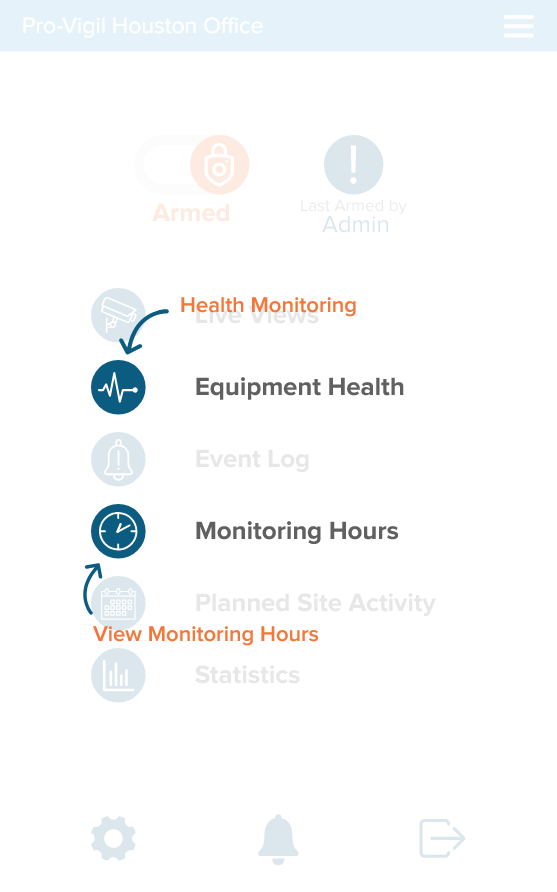 Pro-Vigil Houston Office
Armed
Last Armed by
Admin
Health Monitoring
Live Views
Equipment Health
Event Log
Monitoring Hours
Planned Site Activity
View Monitoring Hours
Statistics